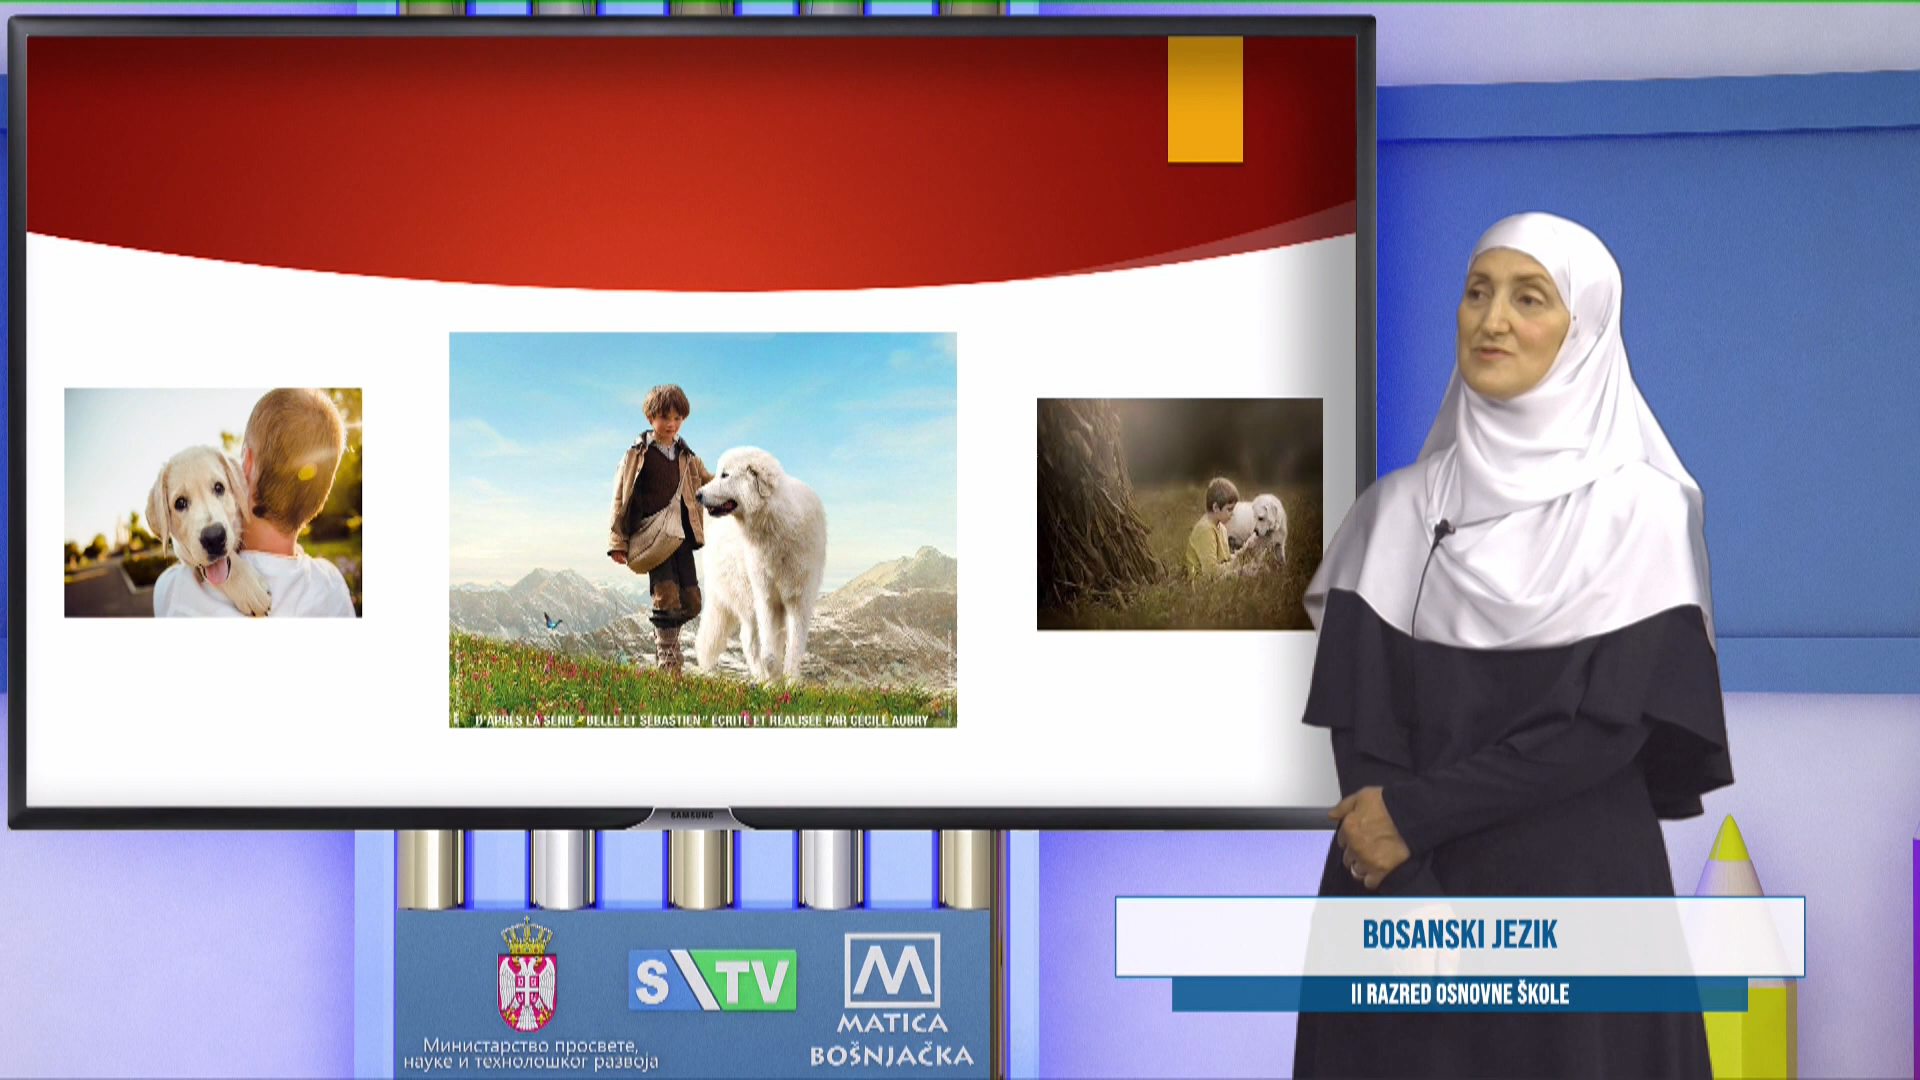 D'APRÈS LA SÉRIE "BELLE ET SÉBASTIEN" ÉCRITE ET RÉALISÉE PAR CÉCILE AUBRY
SAMSUNG
S TV
MATICA
BOŠNJAČKA
Министарство просвете,
науке и технолошког развоја
BOSANSKI JEZIK
II RAZRED OSNOVNE ŠKOLE